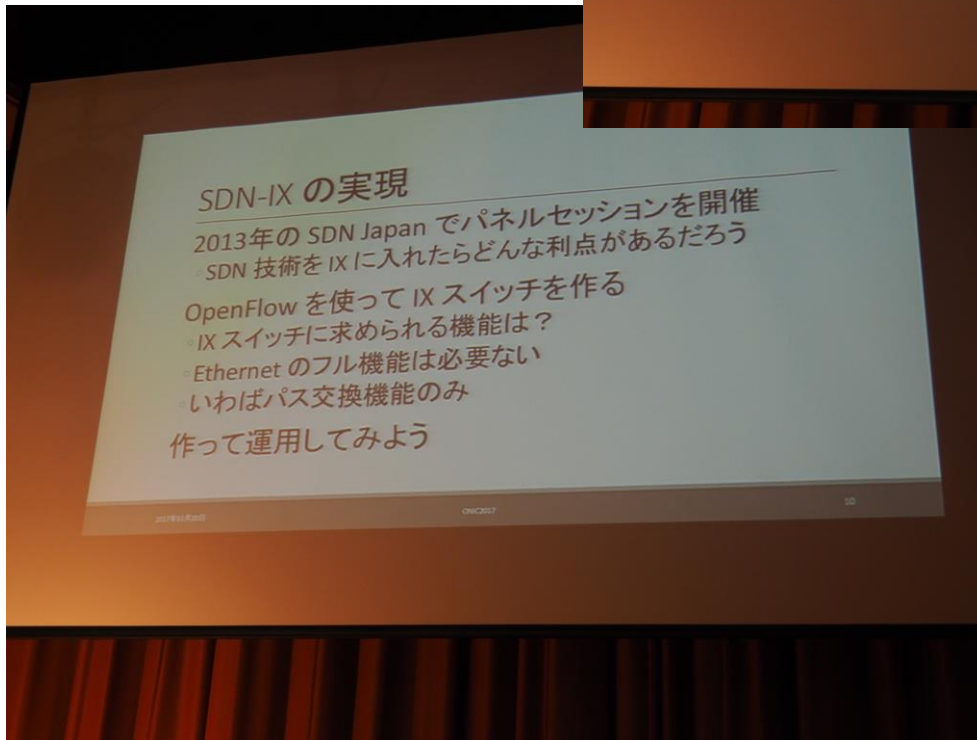 SDN-IX の実現
2013年の SDN Japan でパネルセッションを開催
SDN 技術を IX に入れたらどんな利点があるだろう
OpenFlow を使って IX スイッチを作る
IX スイッチに求められる機能は？
Ethernet のフル機能は必要ない
いわばパス交換機能のみ
作って運用してみよう
ONIC2017
10